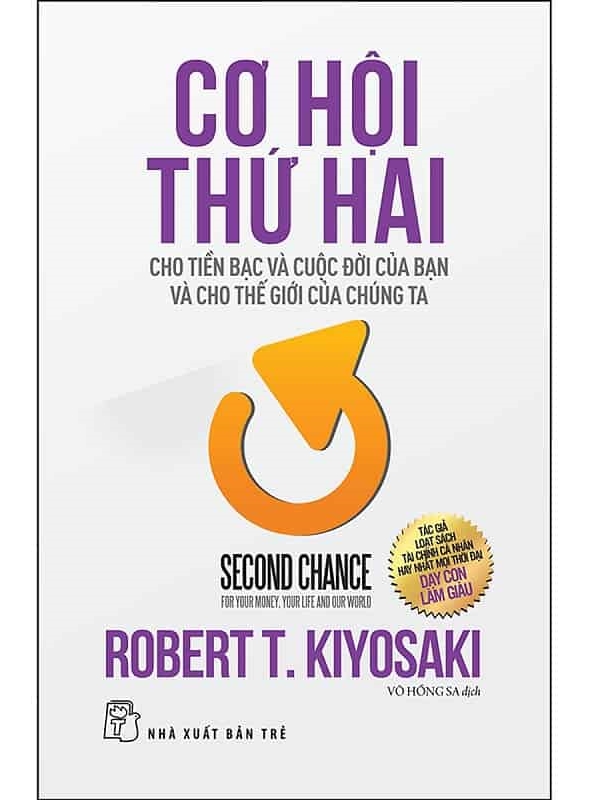 CƠ HỘI
THỨ HAI
CHO TIỀN BẠC VÀ CUỘC ĐỜI CỦA BẠN
VÀ CHO THẾ GIỚI CỦA CHÚNG TA
SECOND CHANCE
FOR YOUR MONEY, YOUR LIFE AND OUR WORLD
TÁC GIẢ
LOẠT SÁCH
TÀI CHÍNH CÁ NHÂN
HAY NHẤT MỌI THỜI ĐẠI
DẠY CON
LÀM GIÀU
ROBERT T. KIYOSAKI
VÕ HỒNG SA dịch
NHÀ XUẤT BẢN TRẺ